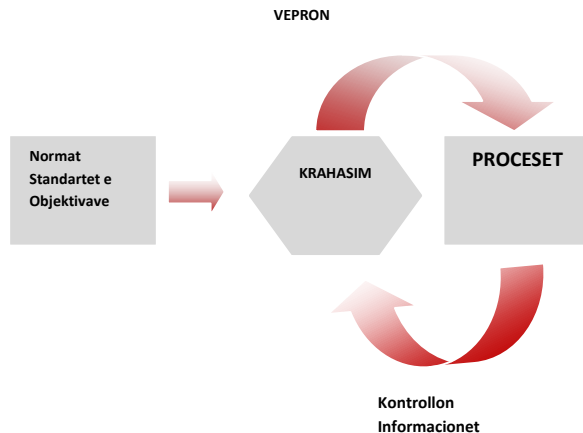 VEPRON
Normat
Standartet e
Objektivave
KRAHASIM
PROCESET
Kontrollon
Informacionet